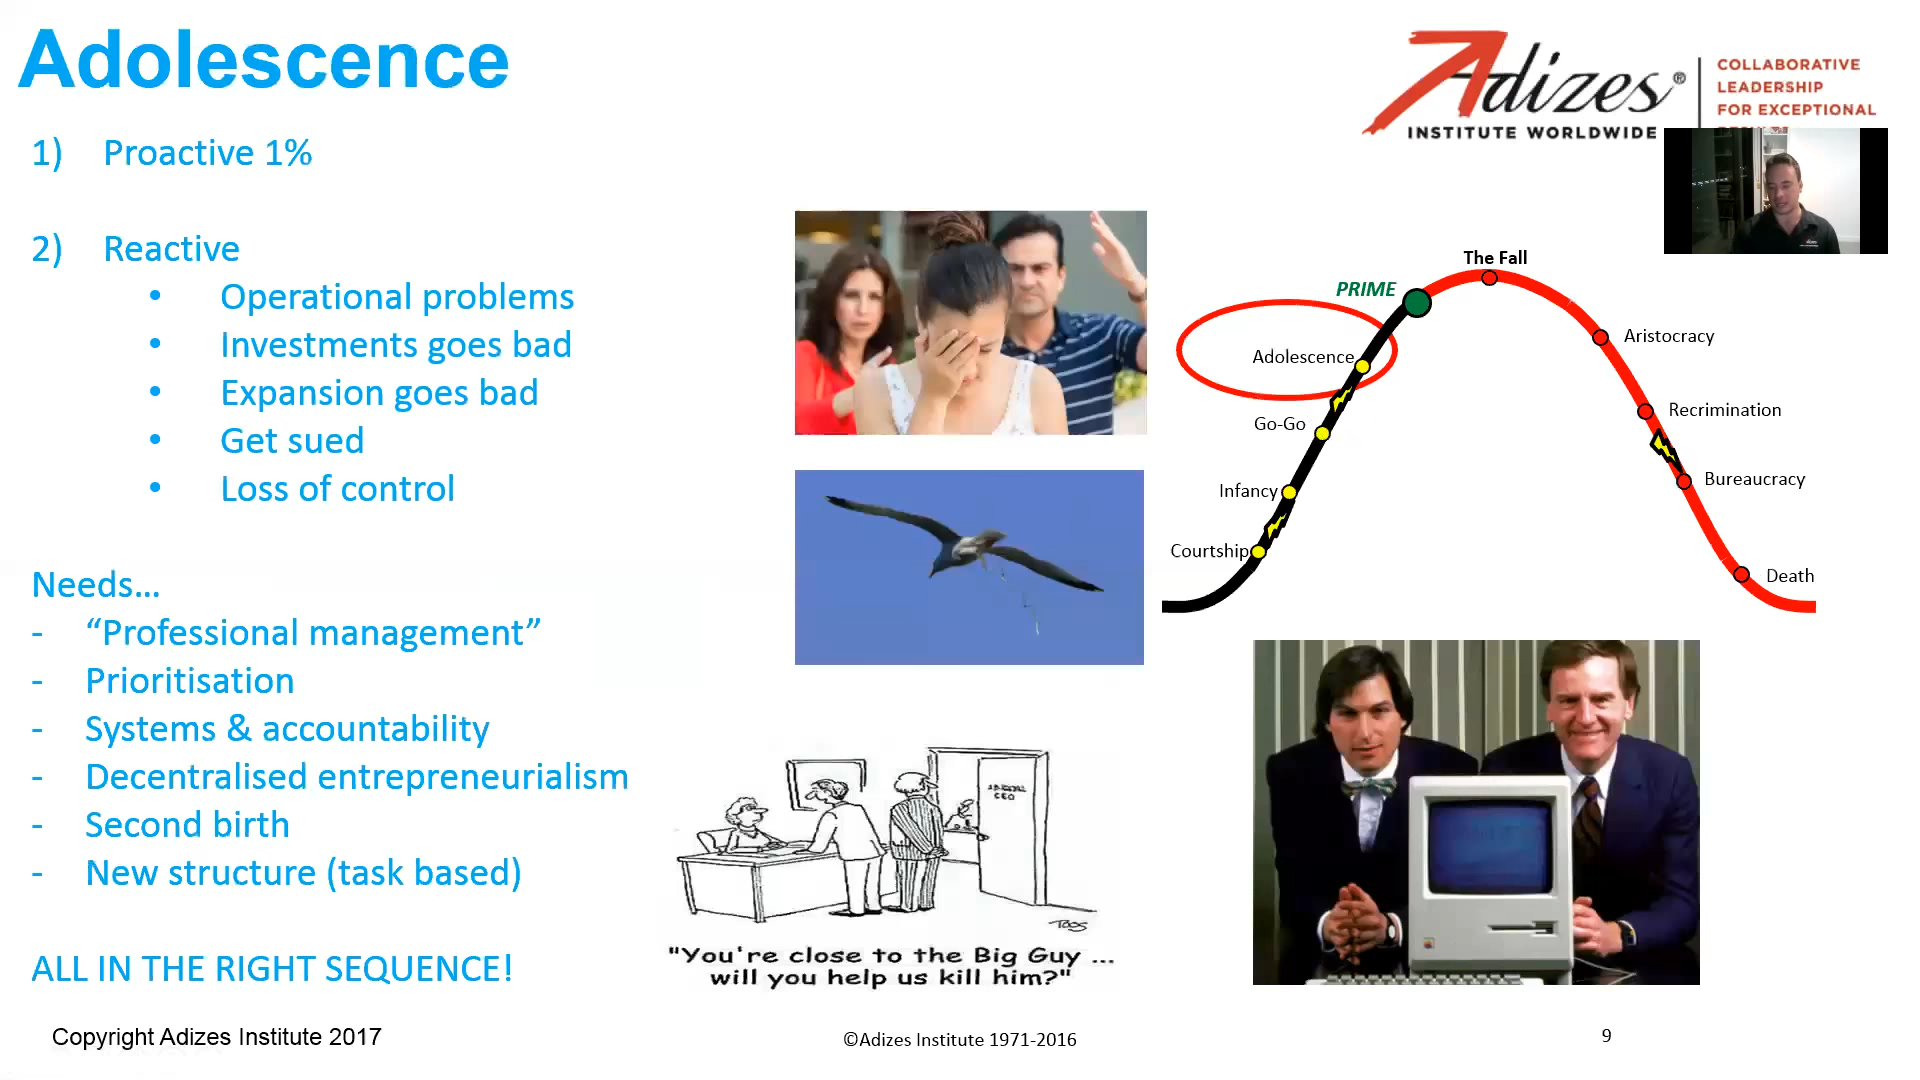 Adolescence
Adizes®
INSTITUTE WORLDWIDE
COLLABORATIVE
LEADERSHIP
FOR EXCEPTIONAL
1) Proactive 1%
2) Reactive
• Operational problems
• Investments goes bad
• Expansion goes bad
• Get sued
• Loss of control
Needs...
- “Professional management”
- Prioritisation
- Systems & accountability
- Decentralised entrepreneurialism
- Second birth
- New structure (task based)
ALL IN THE RIGHT SEQUENCE!
The Fall
PRIME
Aristocracy
Adolescence
Recrimination
Go-Go
Bureaucracy
Infancy
Courtship
Death
CEO
TOOS
"You're close to the Big Guy ...
will you help us kill him?"
Copyright Adizes Institute 2017
©Adizes Institute 1971-2016
9